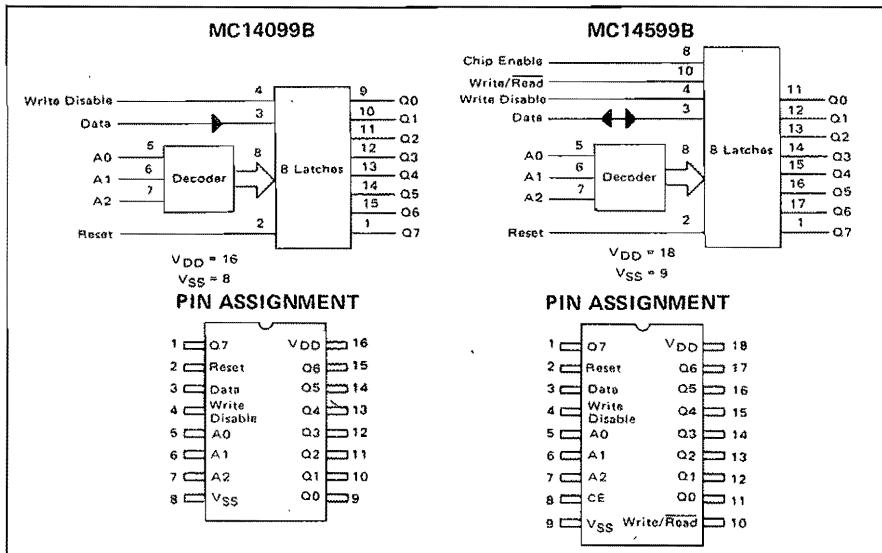 MC14099B
Write Disable 4
Data 3
A0 5
A1 6
A2 7
Decoder
8
8 Latches
Reset 2
9 Q0
10 Q1
11 Q2
12 Q3
13 Q4
14 Q5
15 Q6
1 Q7
VDD = 16
VSS = 8
MC14599B
Chip Enable 8
Write/Read 10
Write Disable 4
Data 3
A0 5
A1 6
A2 7
Decoder
8
8 Latches
Reset 2
11 Q0
12 Q1
13 Q2
14 Q3
15 Q4
16 Q5
17 Q6
1 Q7
VDD = 18
VSS = 9
PIN ASSIGNMENT
1 Q7 VDD 16
2 Reset Q6 15
3 Data Q5 14
4 Write Disable Q4 13
5 A0 Q3 12
6 A1 Q2 11
7 A2 Q1 10
8 VSS Q0 9
PIN ASSIGNMENT
1 Q7 VDD 18
2 Reset Q6 17
3 Data Q5 16
4 Write Disable Q4 15
5 A0 Q3 14
6 A1 Q2 13
7 A2 Q1 12
8 CE Q0 11
9 VSS Write/Read 10